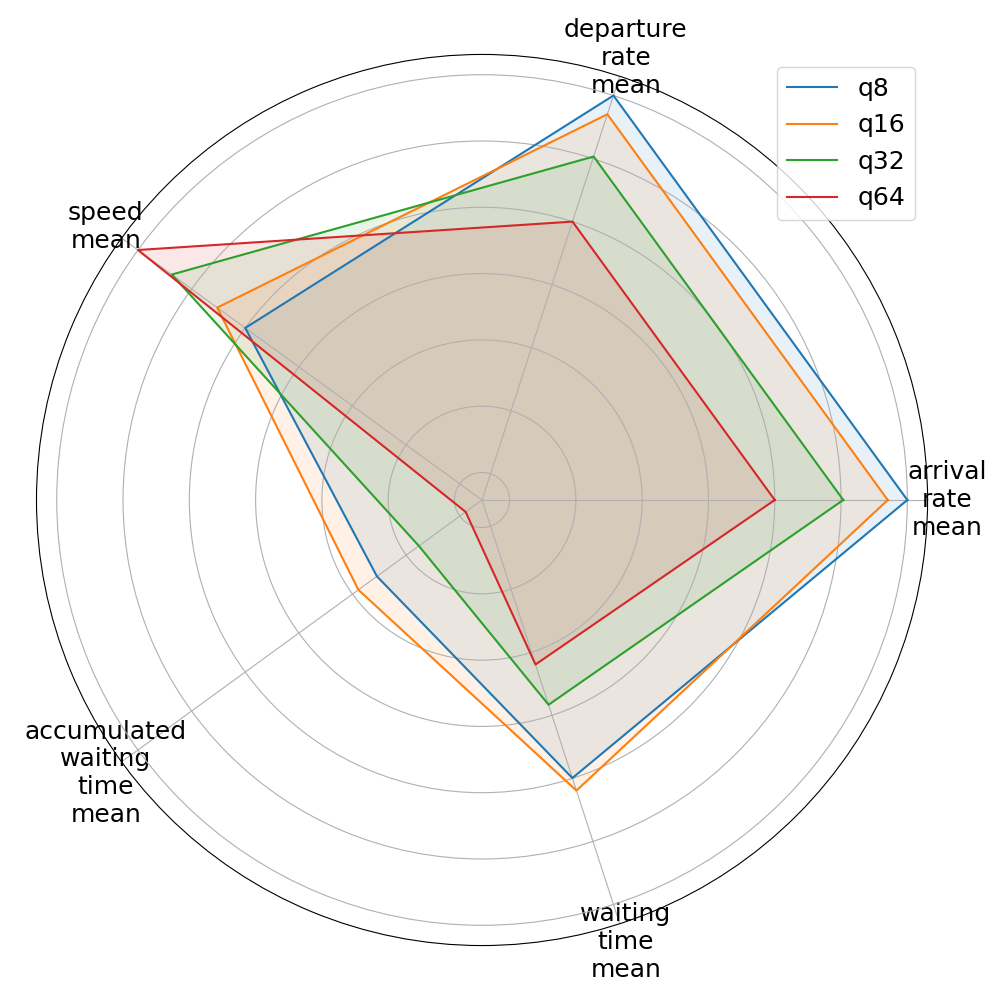 departure
rate
mean
q8
q16
q32
q64
speed
mean
arrival
rate
mean
accumulated
waiting
time
mean
waiting
time
mean